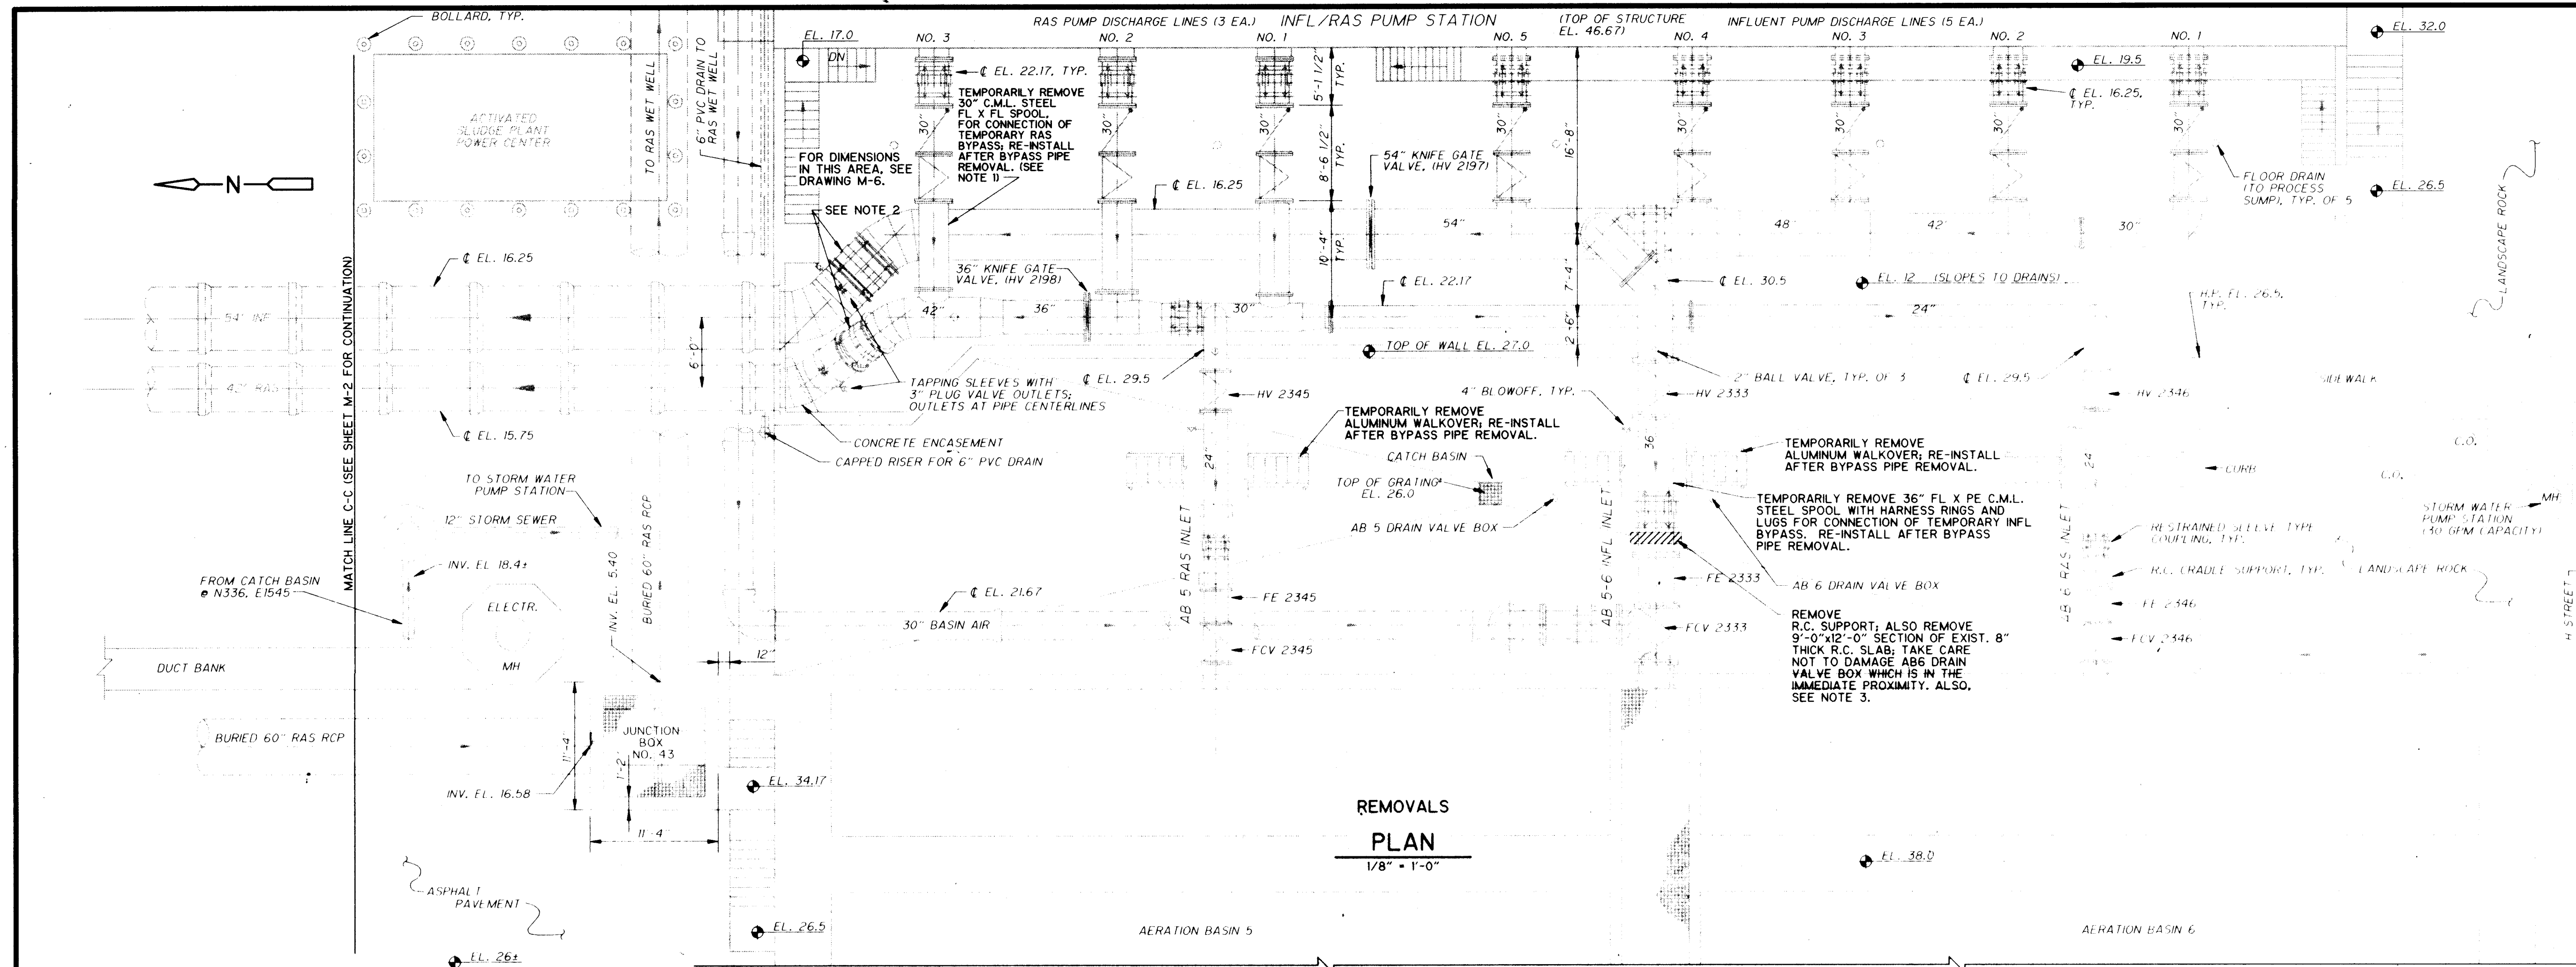 BOLLARD, TYP.
RAS PUMP DISCHARGE LINES (3 EA.)
INFL/RAS PUMP STATION
(TOP OF STRUCTURE
EL. 46.67)
INFLUENT PUMP DISCHARGE LINES (5 EA.)
EL. 17.0
NO. 3
NO. 2
NO. 1
NO. 5
NO. 4
NO. 3
NO. 2
NO. 1
EL. 32.0
DN
℄ EL. 22.17, TYP.
5'-1 1/2"
TYP.
EL. 19.5
℄ EL. 16.25,
TYP.
ACTIVATED
SLUDGE PLANT
POWER CENTER
TO RAS WET WELL
6" PVC DRAIN TO
RAS WET WELL
TEMPORARILY REMOVE
30" C.M.L. STEEL
FL X FL SPOOL,
FOR CONNECTION OF
TEMPORARY RAS
BYPASS; RE-INSTALL
AFTER BYPASS PIPE
REMOVAL. (SEE
NOTE 1)
30"
30"
30"
30"
30"
30"
30"
30"
8'-6 1/2"
TYP.
16'-8"
FOR DIMENSIONS
IN THIS AREA, SEE
DRAWING M-6.
54" KNIFE GATE
VALVE, (HV 2197)
FLOOR DRAIN
(TO PROCESS
SUMP), TYP. OF 5
EL. 26.5
LANDSCAPE ROCK
N
SEE NOTE 2
℄ EL. 16.25
54"
48"
42"
30"
10'-4"
TYP.
℄ EL. 16.25
36" KNIFE GATE
VALVE, (HV 2198)
℄ EL. 22.17
7'-4"
℄ EL. 30.5
EL. 12 (SLOPES TO DRAINS)
H.P. EL. 26.5,
TYP.
MATCH LINE C-C (SEE SHEET M-2 FOR CONTINUATION)
54" INF
42"
36"
30"
24"
6'-0"
2'-6"
TOP OF WALL EL. 27.0
42" RAS
TAPPING SLEEVES WITH
3" PLUG VALVE OUTLETS;
OUTLETS AT PIPE CENTERLINES
℄ EL. 29.5
HV 2345
4" BLOWOFF, TYP.
2" BALL VALVE, TYP. OF 3
HV 2333
℄ EL. 29.5
HV 2346
SIDEWALK
℄ EL. 15.75
CONCRETE ENCASEMENT
CAPPED RISER FOR 6" PVC DRAIN
TEMPORARILY REMOVE
ALUMINUM WALKOVER; RE-INSTALL
AFTER BYPASS PIPE REMOVAL.
36
TEMPORARILY REMOVE
ALUMINUM WALKOVER; RE-INSTALL
AFTER BYPASS PIPE REMOVAL.
C.O.
TO STORM WATER
PUMP STATION
24"
CATCH BASIN
TOP OF GRATING
EL. 26.0
24
CURB
C.O.
MH
12" STORM SEWER
BURIED 60" RAS RCP
AB 5 RAS INLET
AB 5 DRAIN VALVE BOX
AB 5-6 INFL INLET
TEMPORARILY REMOVE 36" FL X PE C.M.L.
STEEL SPOOL WITH HARNESS RINGS AND
LUGS FOR CONNECTION OF TEMPORARY INFL
BYPASS. RE-INSTALL AFTER BYPASS
PIPE REMOVAL.
AB 6 RAS INLET
RESTRAINED SLEEVE TYPE
COUPLING, TYP.
STORM WATER
PUMP STATION
(30 GPM CAPACITY)
INV. EL 18.4±
FROM CATCH BASIN
@ N336, E1545
INV. EL. 5.40
℄ EL. 21.67
FE 2333
AB 6 DRAIN VALVE BOX
R.C. CRADLE SUPPORT, TYP.
LANDSCAPE ROCK
H STREET
ELECTR.
MH
30" BASIN AIR
FE 2345
FE 2346
FCV 2333
REMOVE
R.C. SUPPORT; ALSO REMOVE
9'-0"x12'-0" SECTION OF EXIST. 8"
THICK R.C. SLAB; TAKE CARE
NOT TO DAMAGE AB6 DRAIN
VALVE BOX WHICH IS IN THE
IMMEDIATE PROXIMITY. ALSO,
SEE NOTE 3.
FCV 2346
DUCT BANK
12"
FCV 2345
BURIED 60" RAS RCP
JUNCTION
BOX
NO. 43
11'-4"
1'-2"
INV. EL. 16.58
EL. 34.17
11'-4"
REMOVALS
PLAN
1/8" = 1'-0"
EL. 38.0
ASPHALT
PAVEMENT
EL. 26.5
AERATION BASIN 5
AERATION BASIN 6
EL. 26±